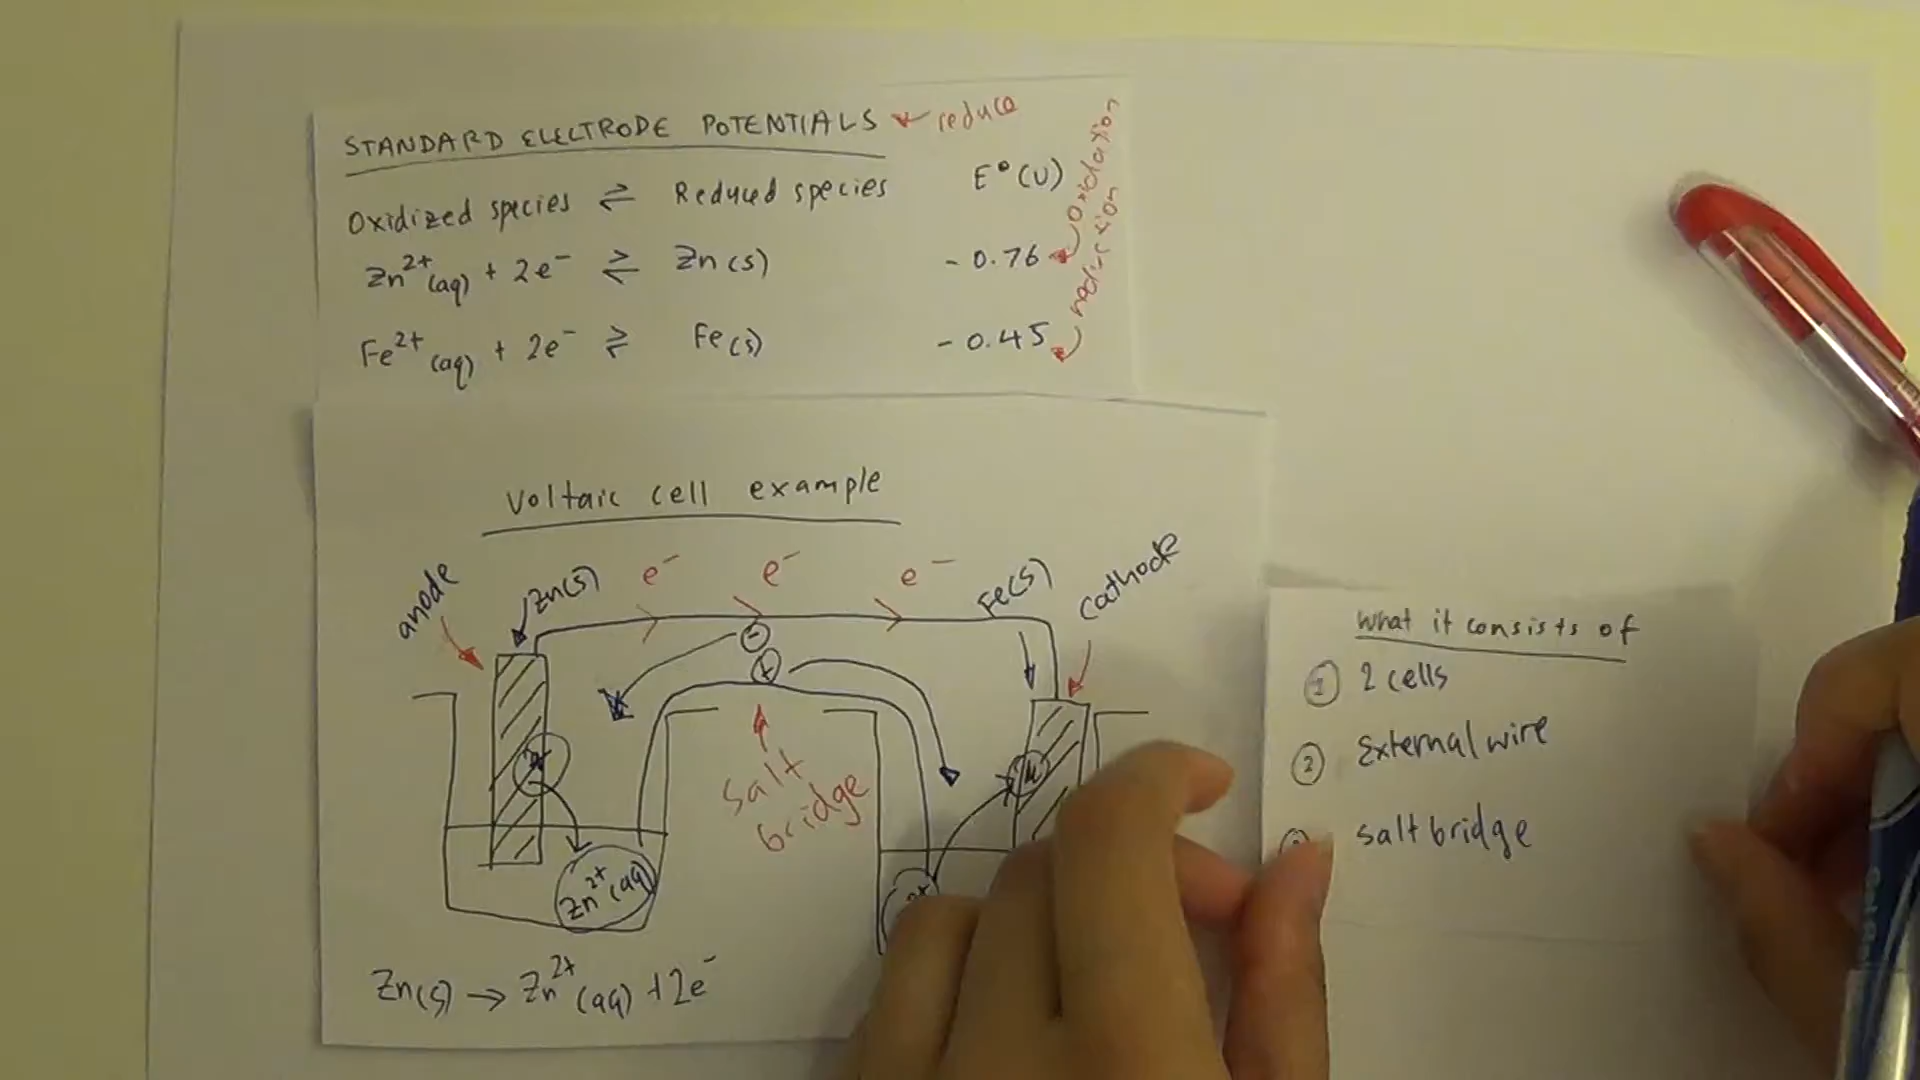 STANDARD ELECTRODE POTENTIALS ← reduce
Oxidized species ⇌ Reduced species E°(V)
Zn²⁺(aq) + 2e⁻ ⇌ Zn(s) - 0.76
oxidation
Fe²⁺(aq) + 2e⁻ ⇌ Fe(s) - 0.45
reduction
Voltaic cell example
anode
Zn(s)
e⁻ e⁻ e⁻
Fe(s)
cathode
-
+
salt
bridge
Zn²⁺(aq)
Zn(s) → Zn²⁺(aq) + 2e⁻
What it consists of
① 2 cells
② External wire
salt bridge